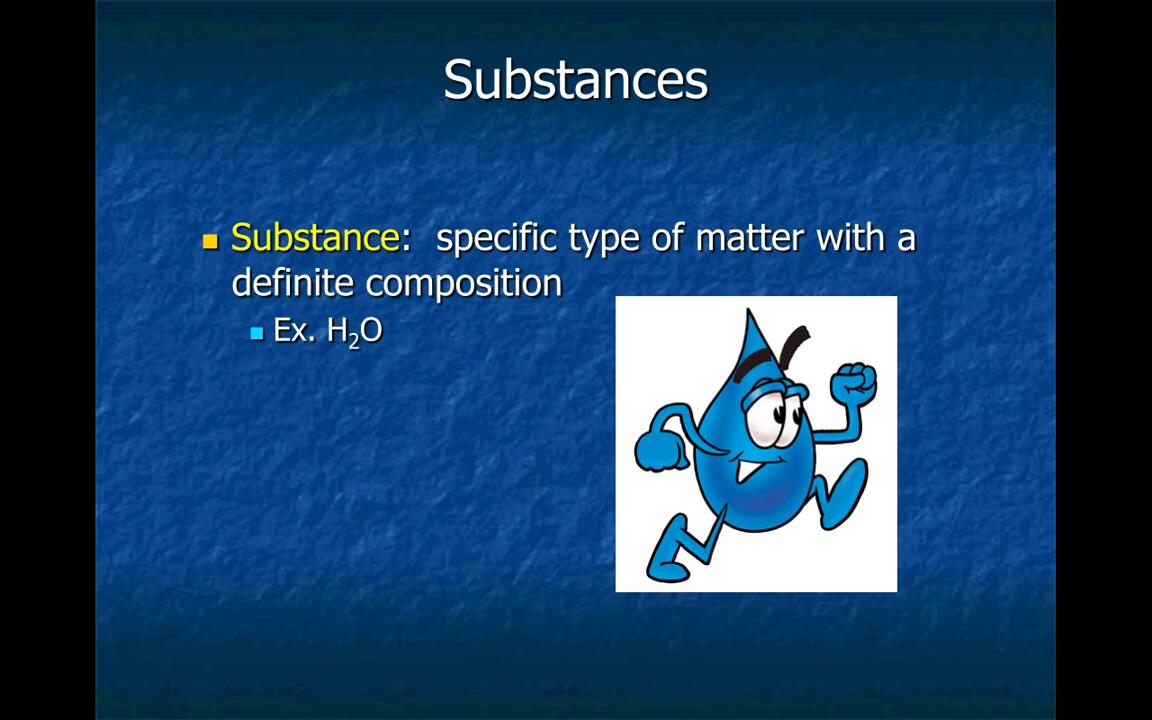 Substances
Substance: specific type of matter with a
definite composition
Ex. H₂O